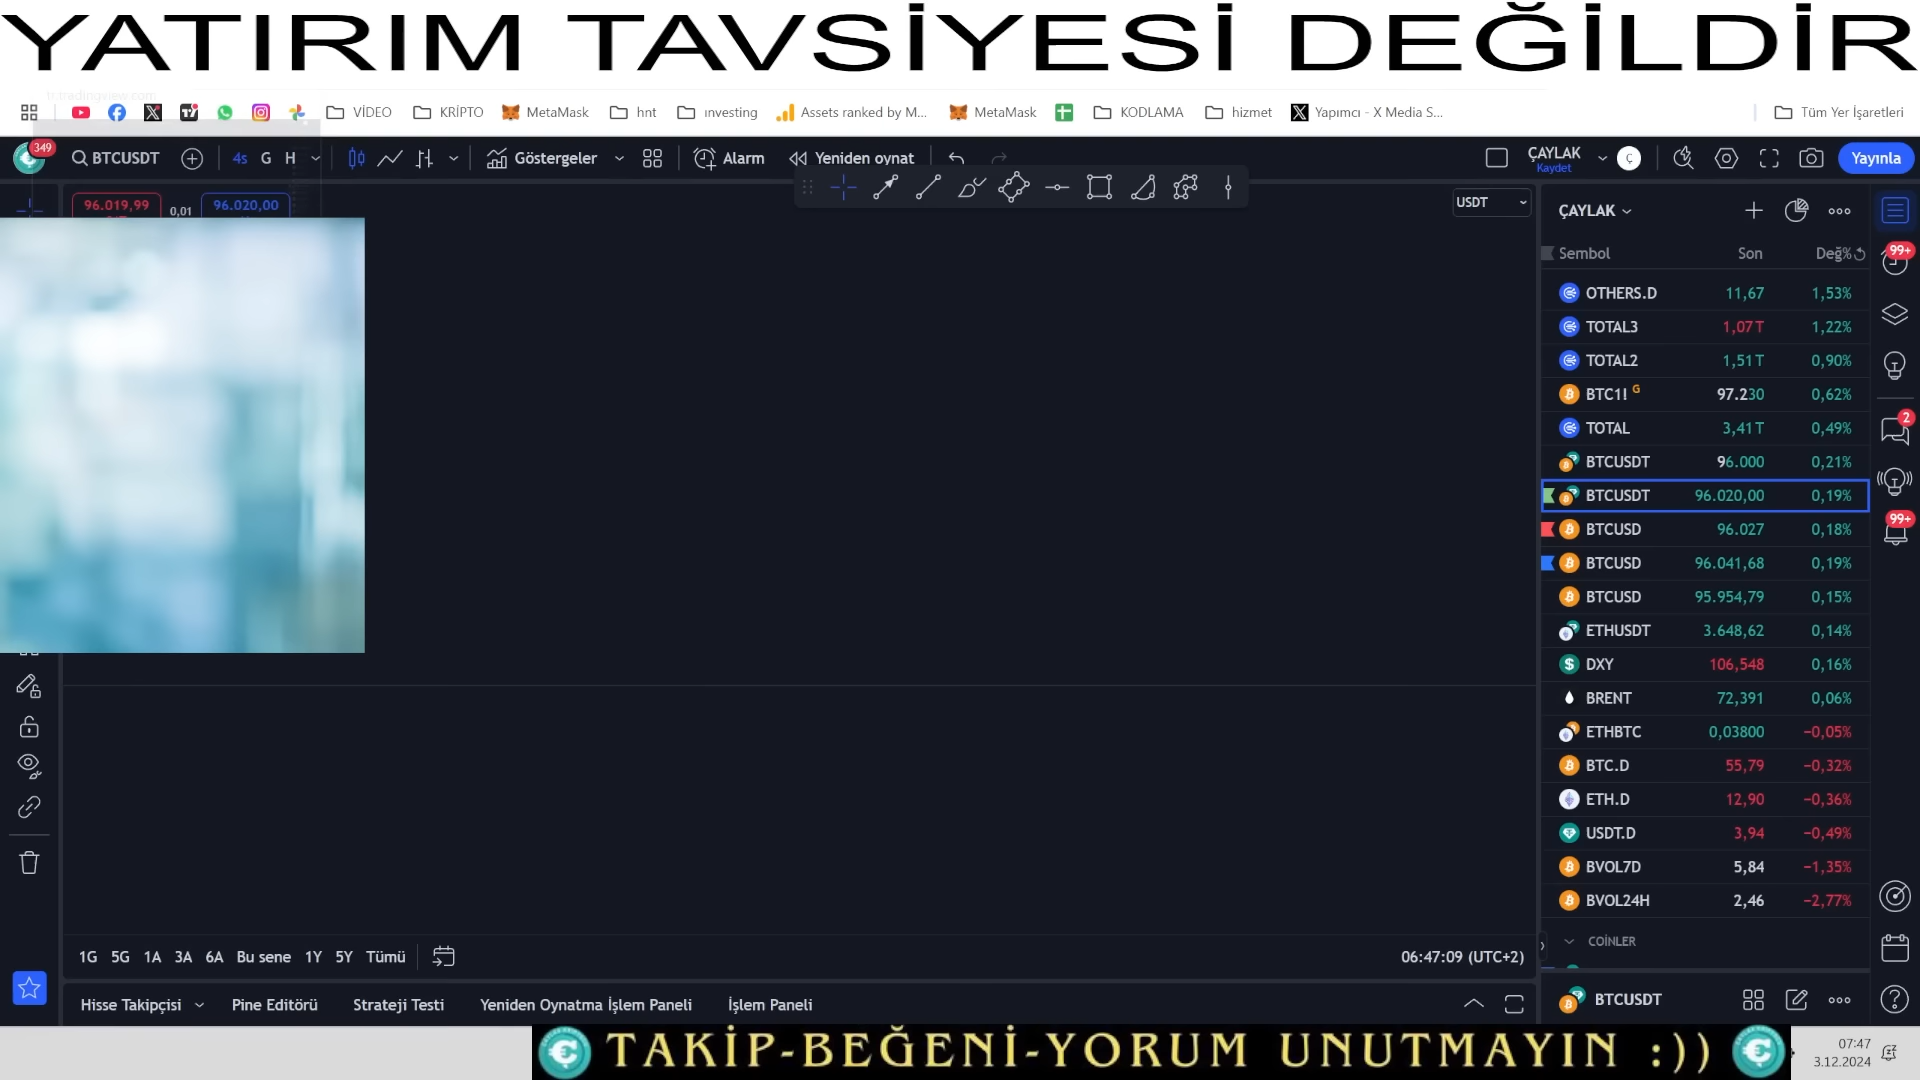 YATIRIM TAVSİYESİ DEĞİLDİR
tr.tradingview.com
VİDEO KRİPTO MetaMask hnt ınvesting Assets ranked by M... MetaMask KODLAMA hizmet Yapımcı - X Media S... Tüm Yer İşaretleri
349 BTCUSDT 4s G H Göstergeler Alarm Yeniden oynat ÇAYLAK Kaydet Ç Yayınla
96.019,99 0,01 96.020,00 USDT
ÇAYLAK
Sembol Son Değ%
99+
OTHERS.D 11,67 1,53%
TOTAL3 1,07 T 1,22%
TOTAL2 1,51 T 0,90%
BTC1! G 97.230 0,62%
TOTAL 3,41 T 0,49%
2
BTCUSDT 96.000 0,21%
BTCUSDT 96.020,00 0,19%
BTCUSD 96.027 0,18%
99+
BTCUSD 96.041,68 0,19%
BTCUSD 95.954,79 0,15%
ETHUSDT 3.648,62 0,14%
DXY 106,548 0,16%
BRENT 72,391 0,06%
ETHBTC 0,03800 −0,05%
BTC.D 55,79 −0,32%
ETH.D 12,90 −0,36%
USDT.D 3,94 −0,49%
BVOL7D 5,84 −1,35%
BVOL24H 2,46 −2,77%
COİNLER
1G 5G 1A 3A 6A Bu sene 1Y 5Y Tümü 06:47:09 (UTC+2)
Hisse Takipçisi Pine Editörü Strateji Testi Yeniden Oynatma İşlem Paneli İşlem Paneli BTCUSDT
TAKİP-BEĞENİ-YORUM UNUTMAYIN :))
07:47
3.12.2024